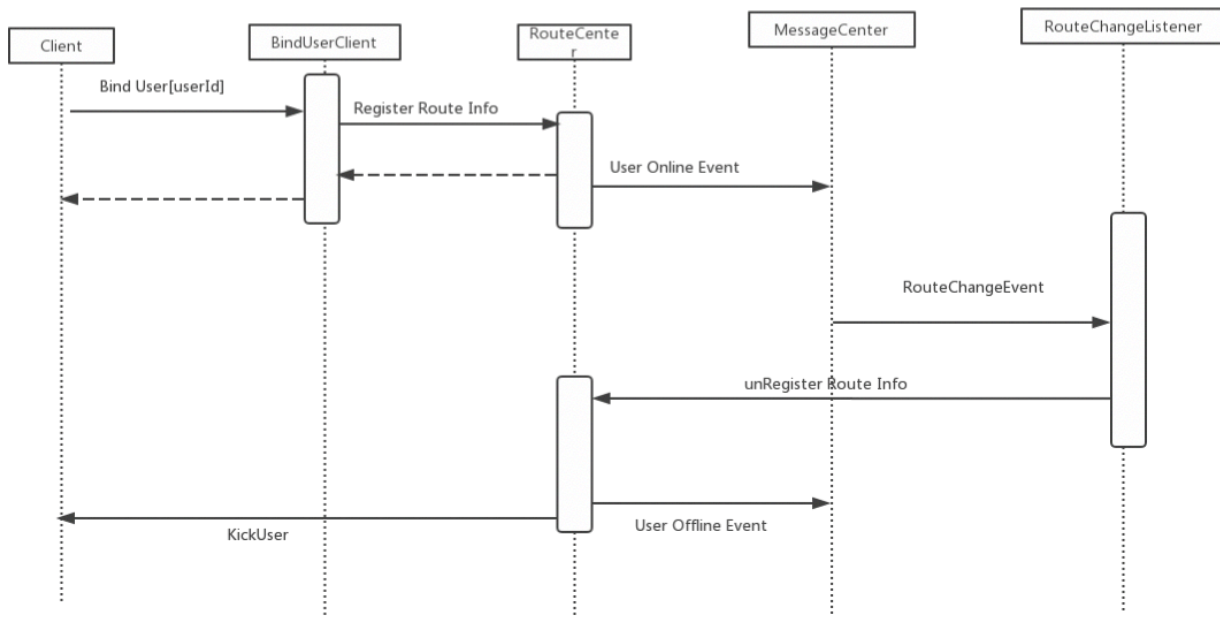 Client
BindUserClient
RouteCente
r
MessageCenter
RouteChangeListener
Bind User[userId]
Register Route Info
User Online Event
RouteChangeEvent
unRegister Route Info
User Offline Event
KickUser